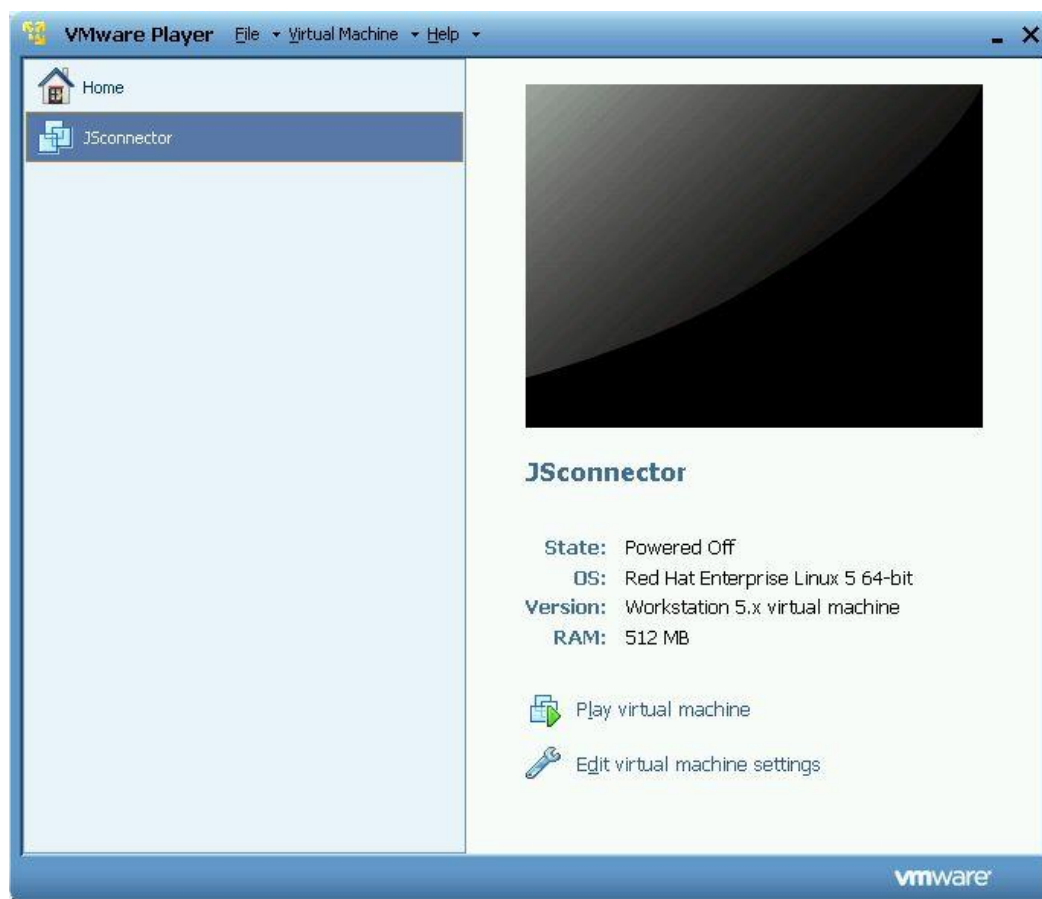 VMware Player File Virtual Machine Help
Home
JSconnector
JSconnector
State: Powered Off
OS: Red Hat Enterprise Linux 5 64-bit
Version: Workstation 5.x virtual machine
RAM: 512 MB
Play virtual machine
Edit virtual machine settings
vmware